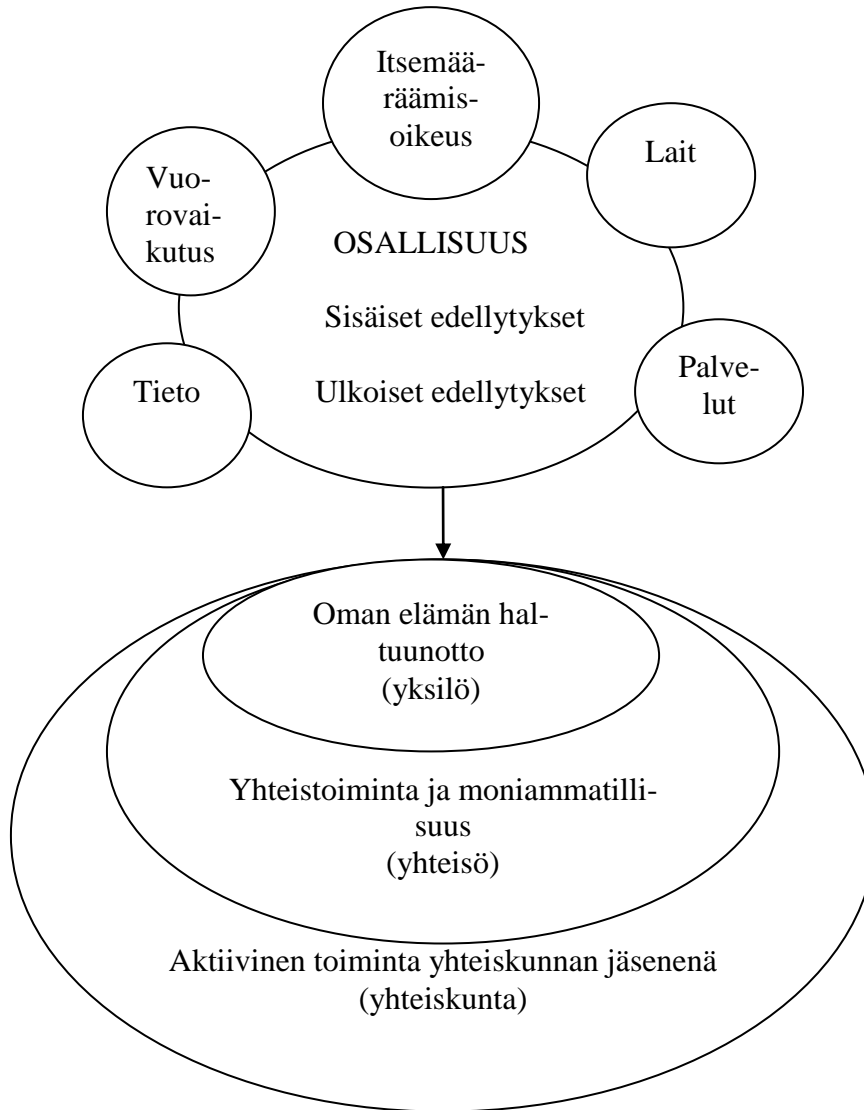 Itsemää-
räämis-
oikeus
Lait
Vuo-
rovai-
kutus
OSALLISUUS
Sisäiset edellytykset
Tieto
Ulkoiset edellytykset
Palve-
lut
Oman elämän hal-
tuunotto
(yksilö)
Yhteistoiminta ja moniammatilli-
suus
(yhteisö)
Aktiivinen toiminta yhteiskunnan jäsenenä
(yhteiskunta)